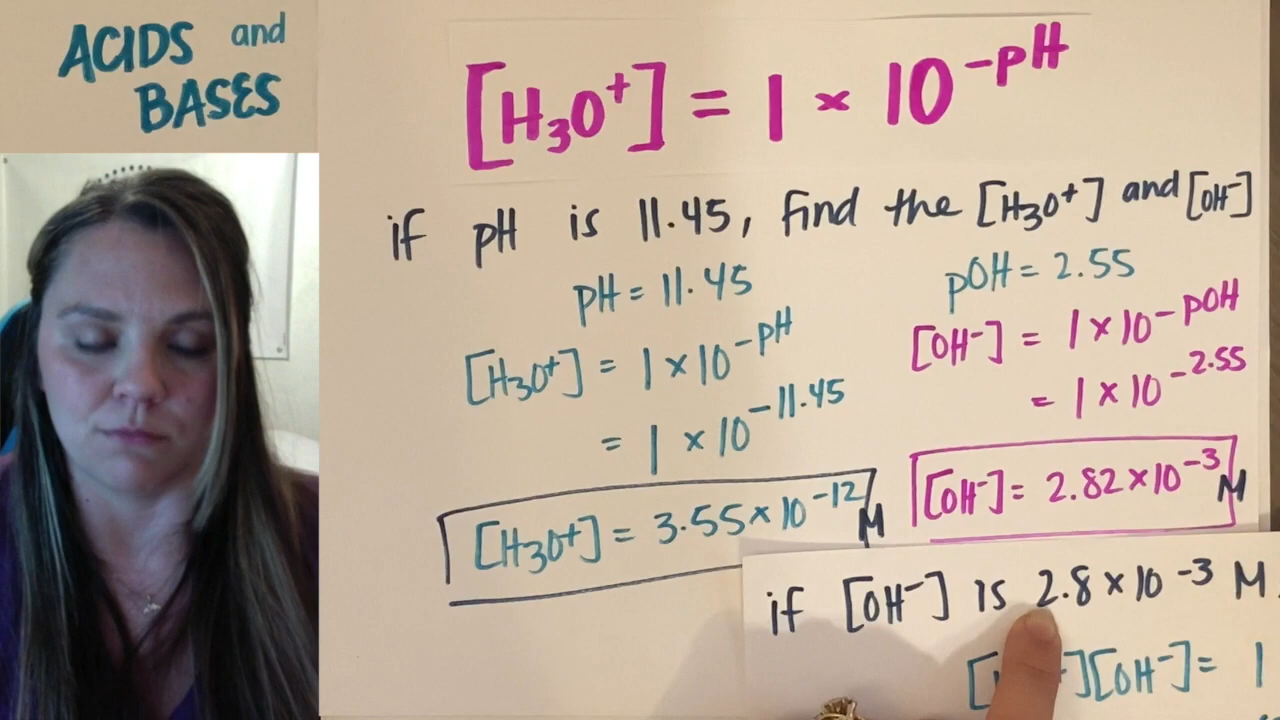 ACIDS and
BASES
[H₃O⁺] = 1 × 10⁻ᵖᴴ
if pH is 11.45, find the [H₃O⁺] and [OH⁻]
pH = 11.45
[H₃O⁺] = 1 × 10⁻ᵖᴴ
= 1 × 10⁻¹¹·⁴⁵
[H₃O⁺] = 3.55 × 10⁻¹² M
pOH = 2.55
[OH⁻] = 1 × 10⁻ᵖᴼᴴ
= 1 × 10⁻²·⁵⁵
[OH⁻] = 2.82 × 10⁻³ M
if [OH⁻] is 2.8 × 10⁻³ M
][OH⁻] = 1